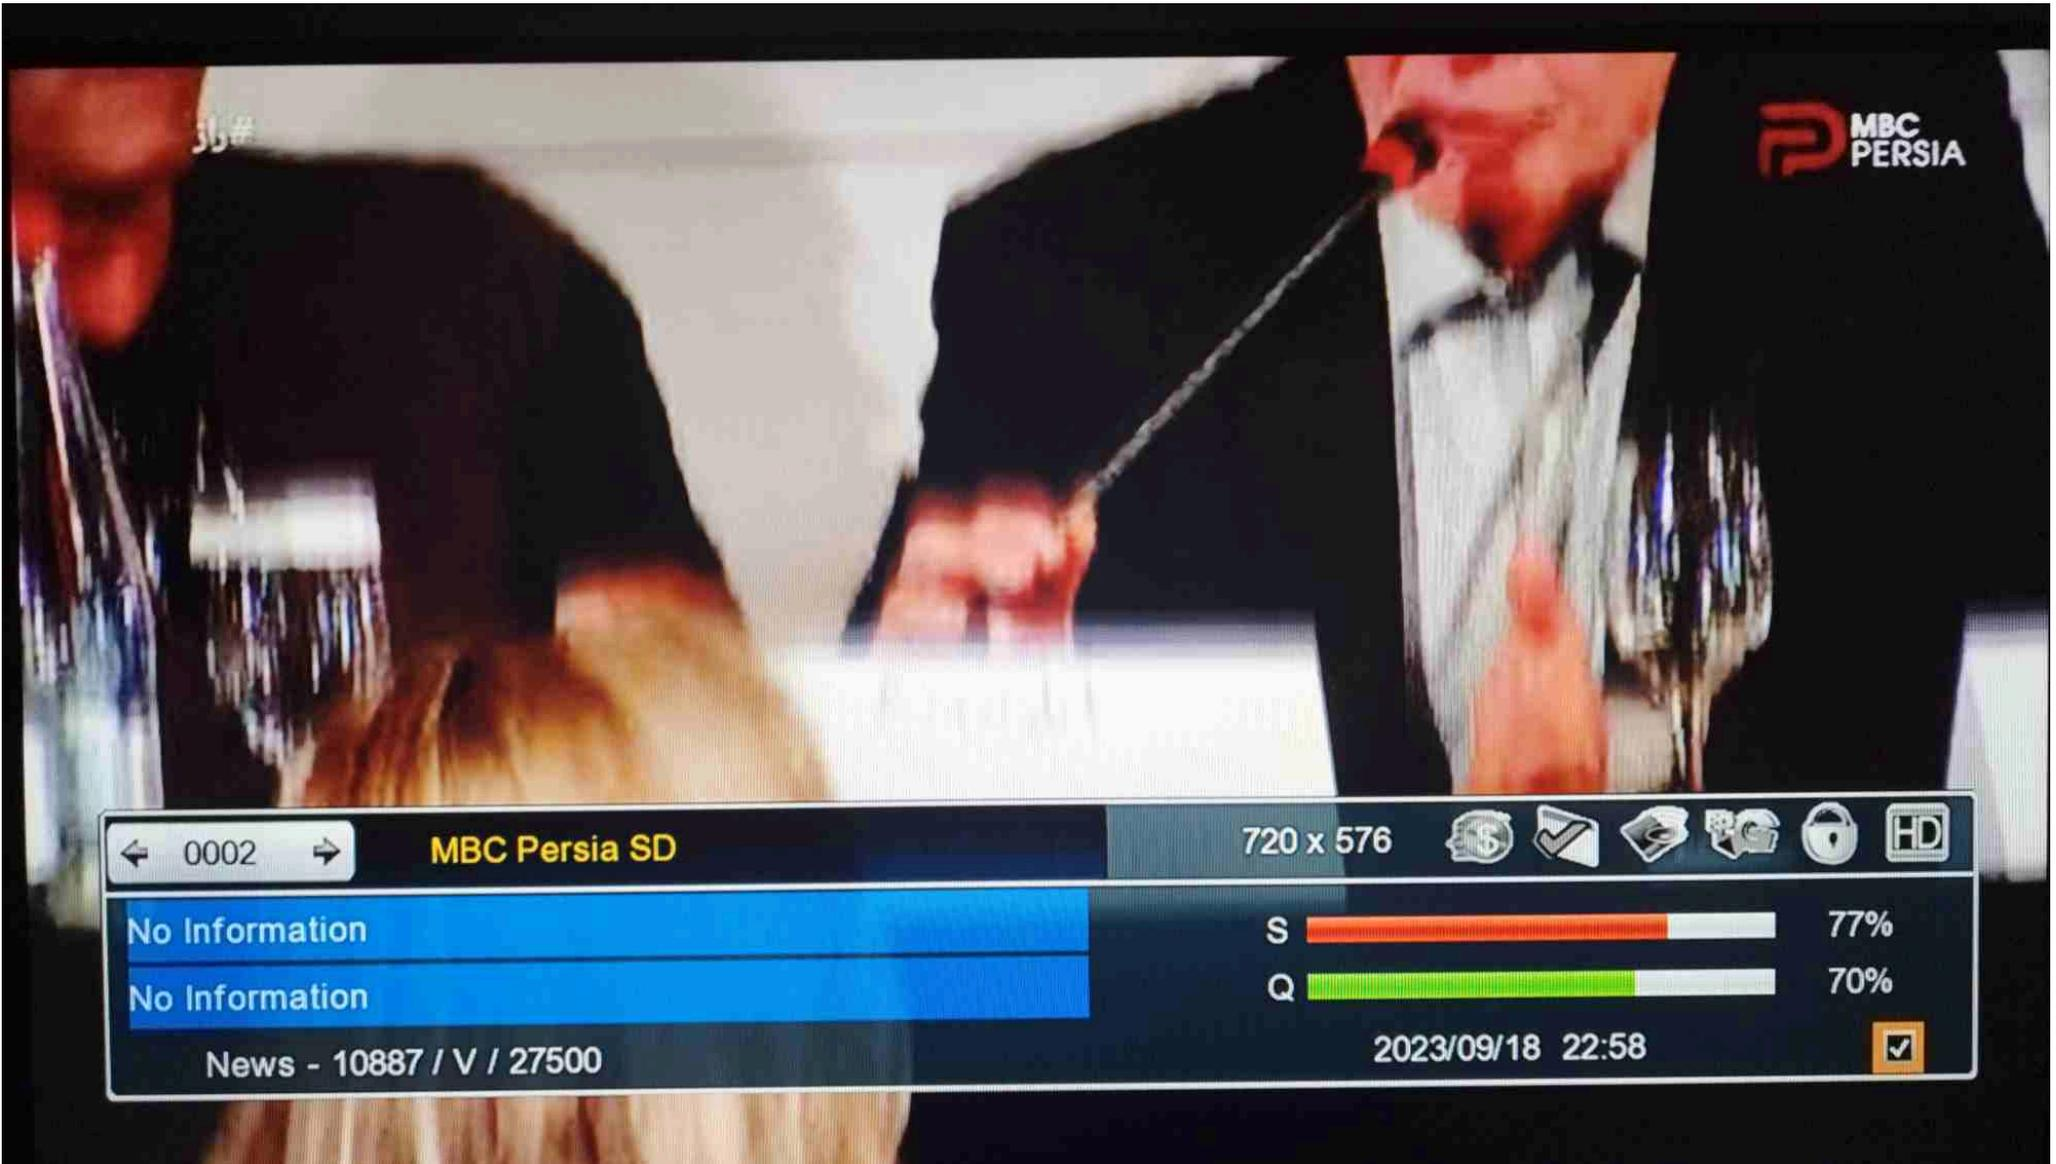 #راز
MBC
PERSIA
0002
MBC Persia SD
720 x 576
HD
No Information
No Information
S
77%
Q
70%
News - 10887 / V / 27500
2023/09/18 22:58